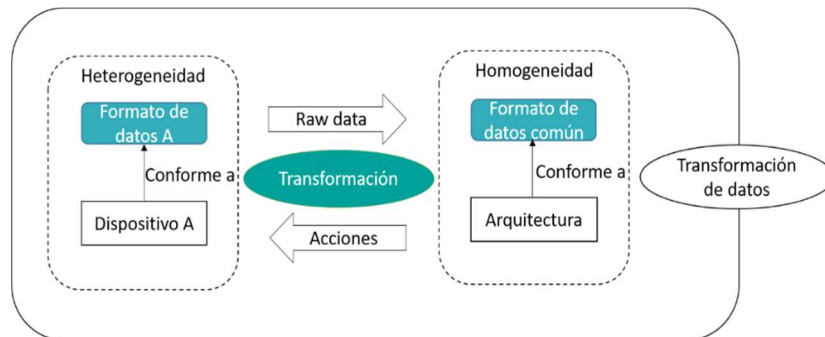 Heterogeneidad
Formato de
datos A
Conforme a
Dispositivo A
Raw data
Transformación
Acciones
Homogeneidad
Formato de
datos común
Conforme a
Arquitectura
Transformación
de datos